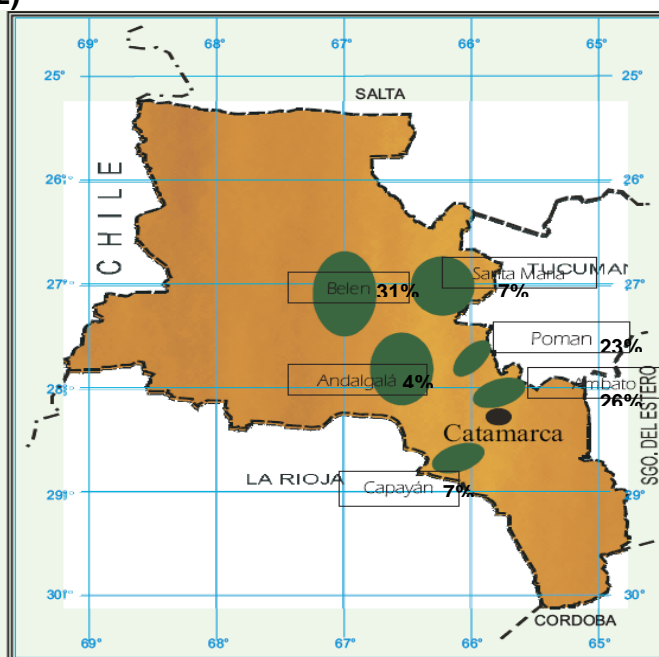 69° 68° 67° 66° 65°
25° 25°
SALTA
CHILE
26° 26°
Santa Maria 7%
TUCUMAN
27° 27°
Belen 31%
Poman 23%
Andalgalá 4%
Ambato 26%
28° 28°
Catamarca
SGO. DEL ESTERO
LA RIOJA
Capayán 7%
29° 29°
30° 30°
CORDOBA
69° 68° 67° 66° 65°